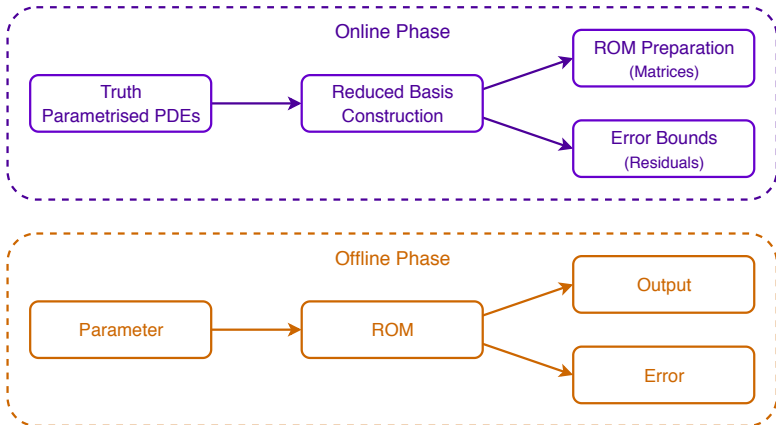 Online Phase
Truth
Parametrised PDEs
Reduced Basis
Construction
ROM Preparation
(Matrices)
Error Bounds
(Residuals)
Offline Phase
Parameter
ROM
Output
Error